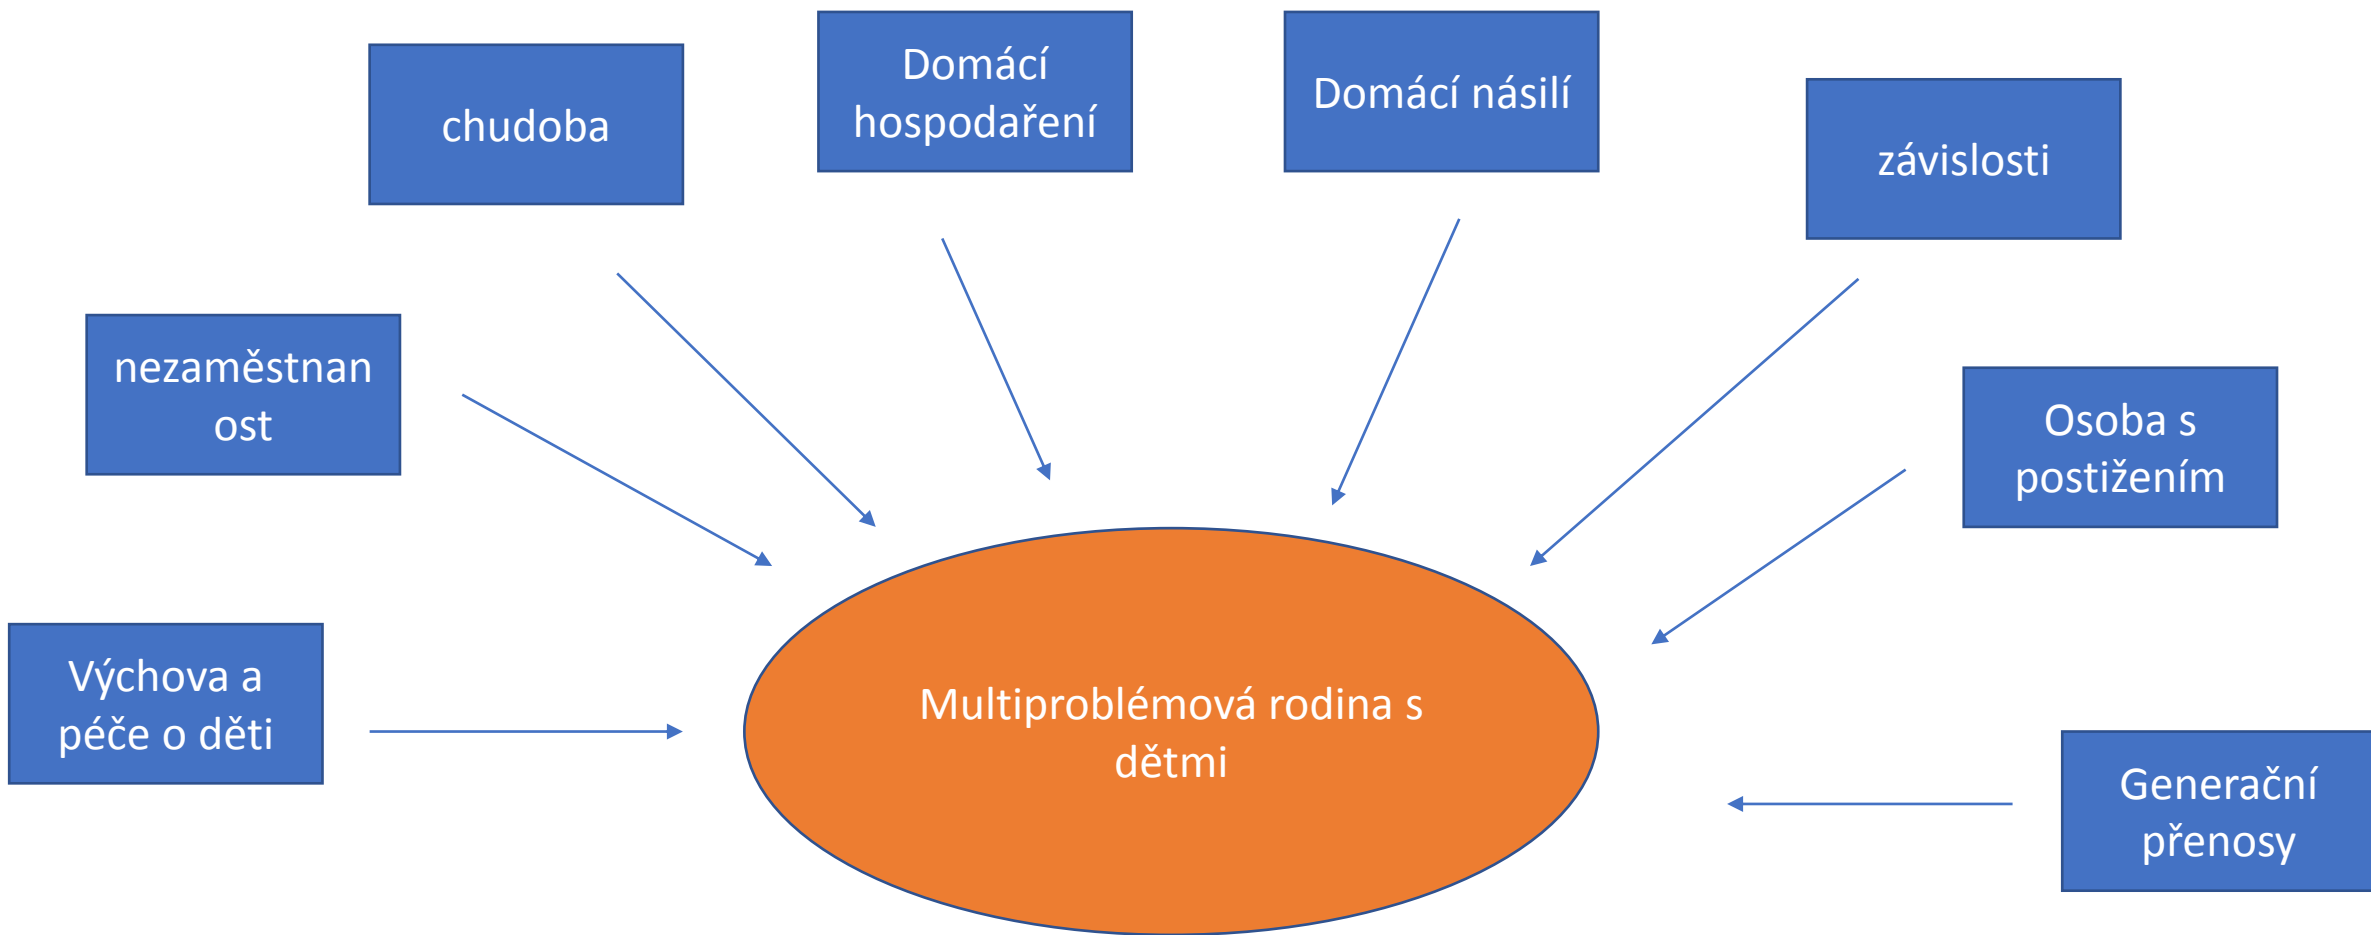 Domácí
hospodaření
Domácí násilí
chudoba
závislosti
nezaměstnan
ost
Osoba s
postižením
Výchova a
péče o děti
Multiproblémová rodina s
dětmi
Generační
přenosy